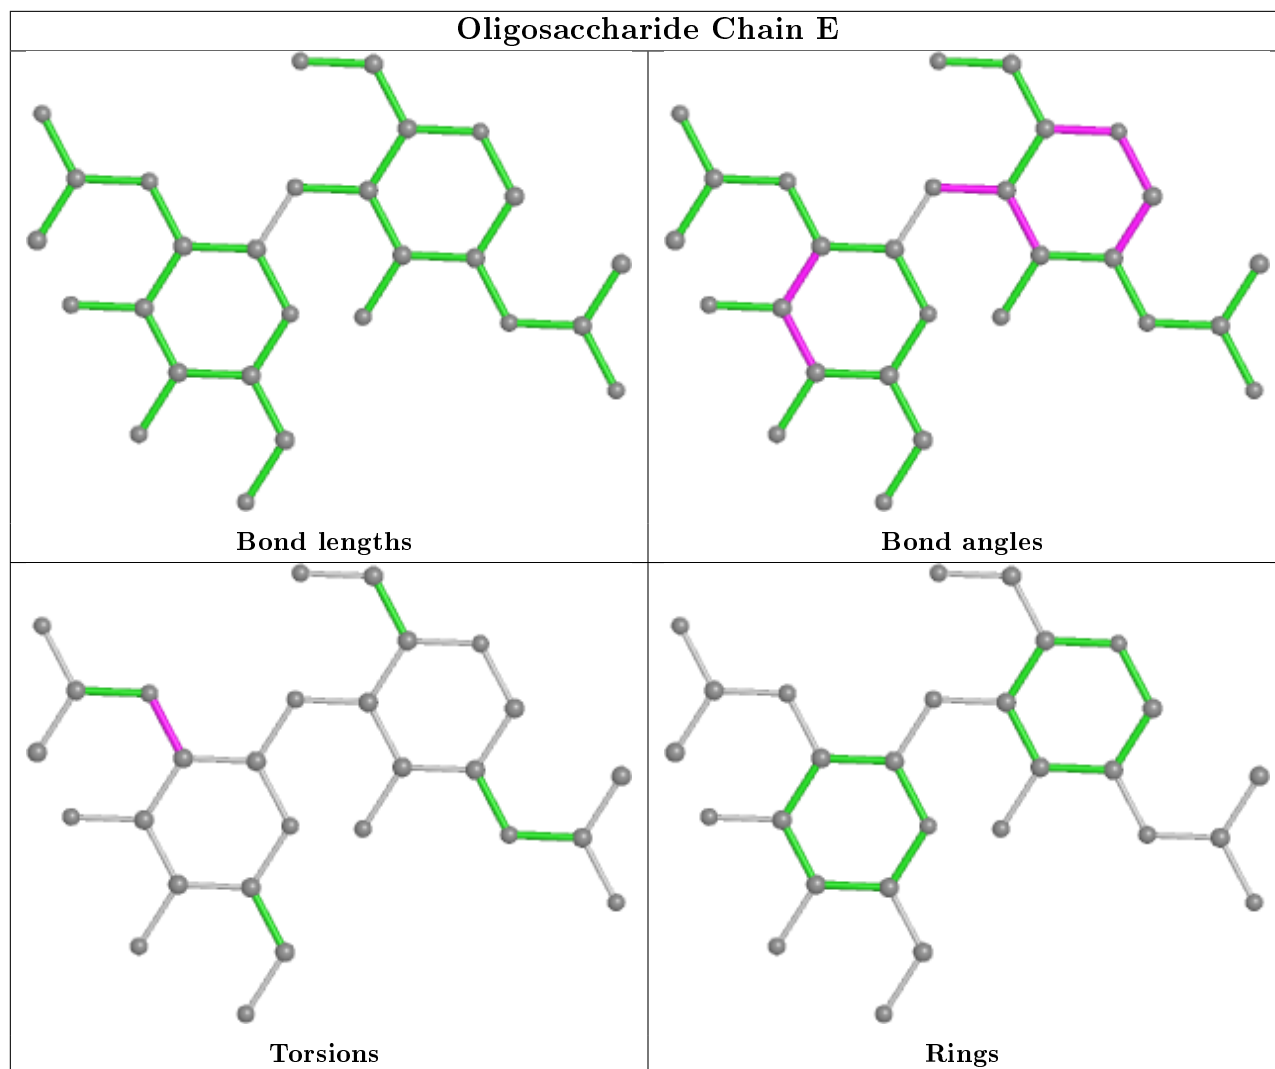 Oligosaccharide Chain E
Bond lengths
Bond angles
Torsions
Rings